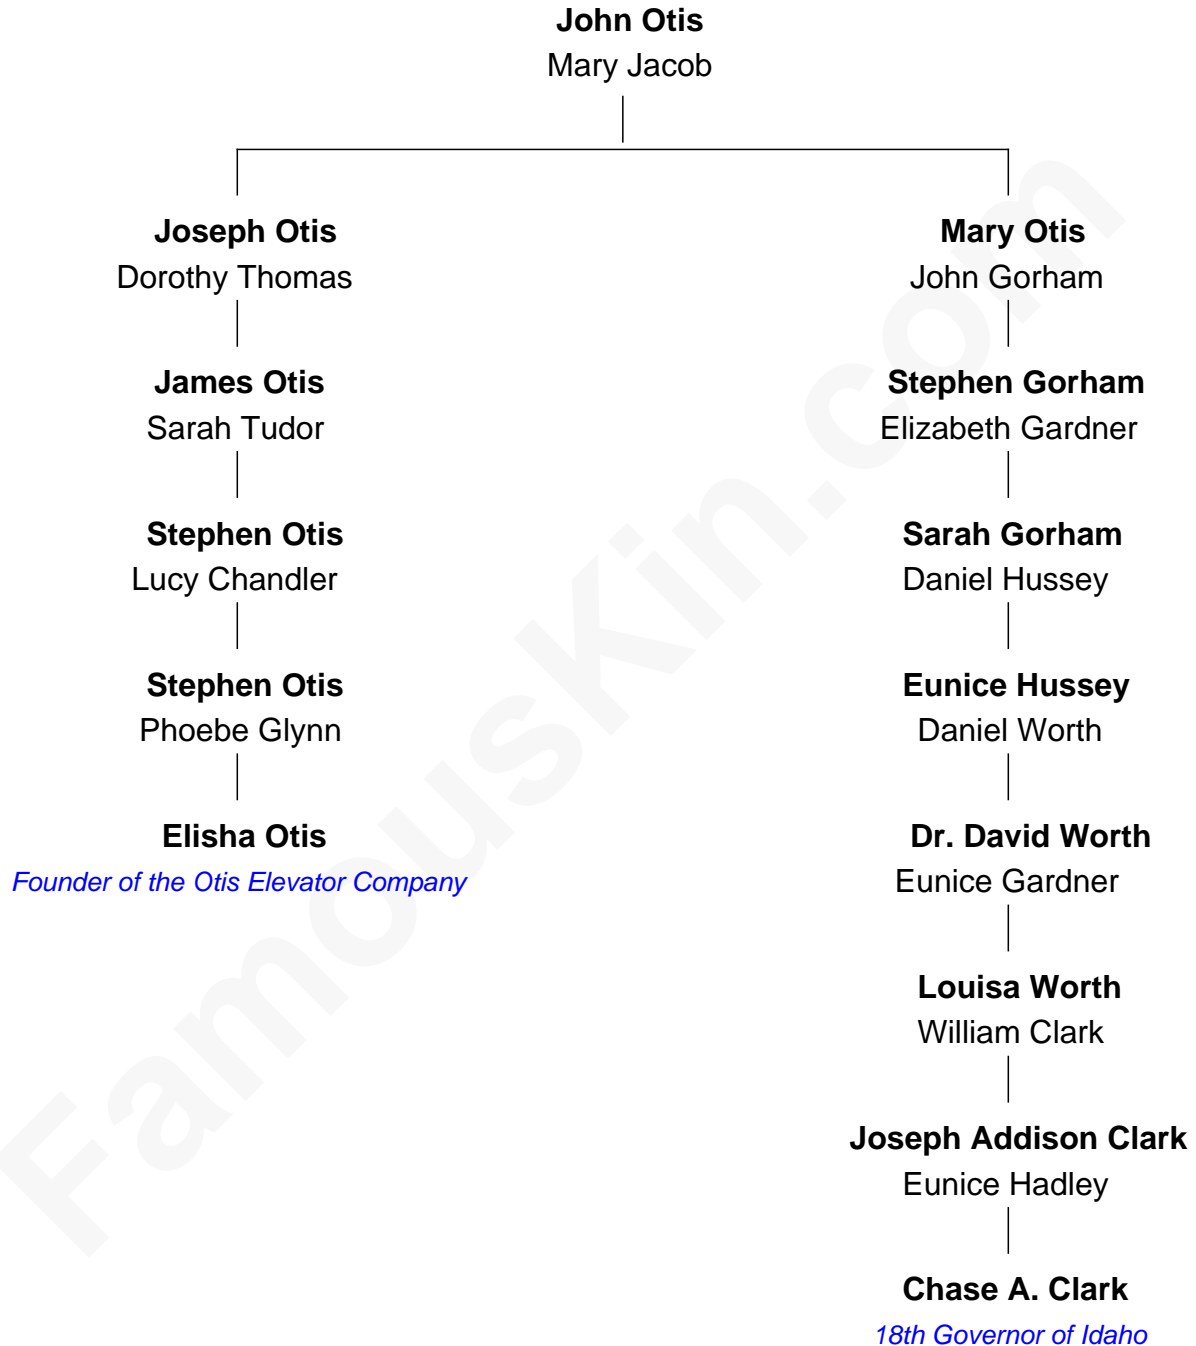 John Otis
Mary Jacob
Joseph Otis
Dorothy Thomas
James Otis
Sarah Tudor
Stephen Otis
Lucy Chandler
Stephen Otis
Phoebe Glynn
Elisha Otis
Founder of the Otis Elevator Company
Mary Otis
John Gorham
Stephen Gorham
Elizabeth Gardner
Sarah Gorham
Daniel Hussey
Eunice Hussey
Daniel Worth
Dr. David Worth
Eunice Gardner
Louisa Worth
William Clark
Joseph Addison Clark
Eunice Hadley
Chase A. Clark
18th Governor of Idaho
FamousKin.com